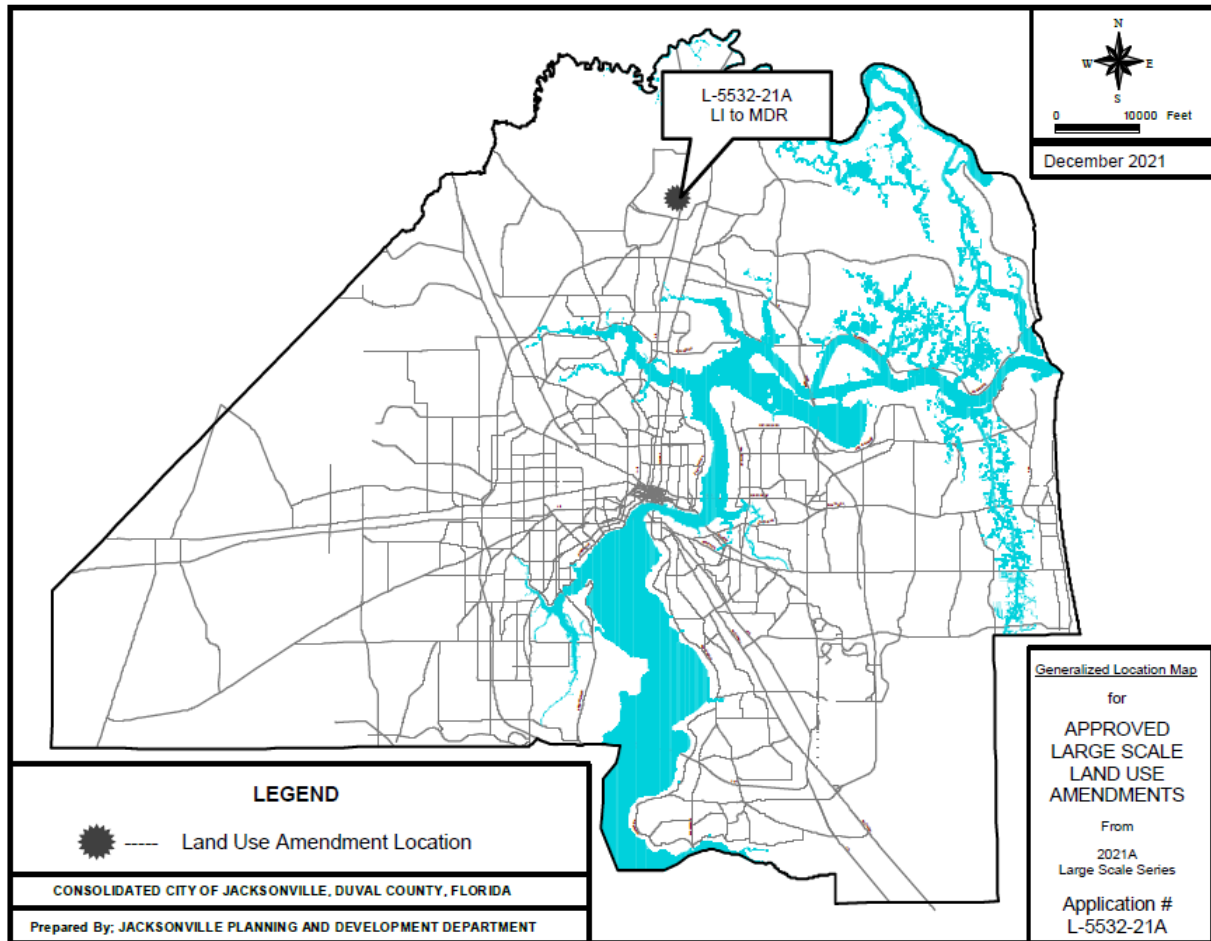 L-5532-21A
LI to MDR
N
W E
S
0 10000 Feet
December 2021
Generalized Location Map
for
APPROVED
LARGE SCALE
LAND USE
AMENDMENTS
From
2021A
Large Scale Series
Application #
L-5532-21A
LEGEND
----- Land Use Amendment Location
CONSOLIDATED CITY OF JACKSONVILLE, DUVAL COUNTY, FLORIDA
Prepared By; JACKSONVILLE PLANNING AND DEVELOPMENT DEPARTMENT